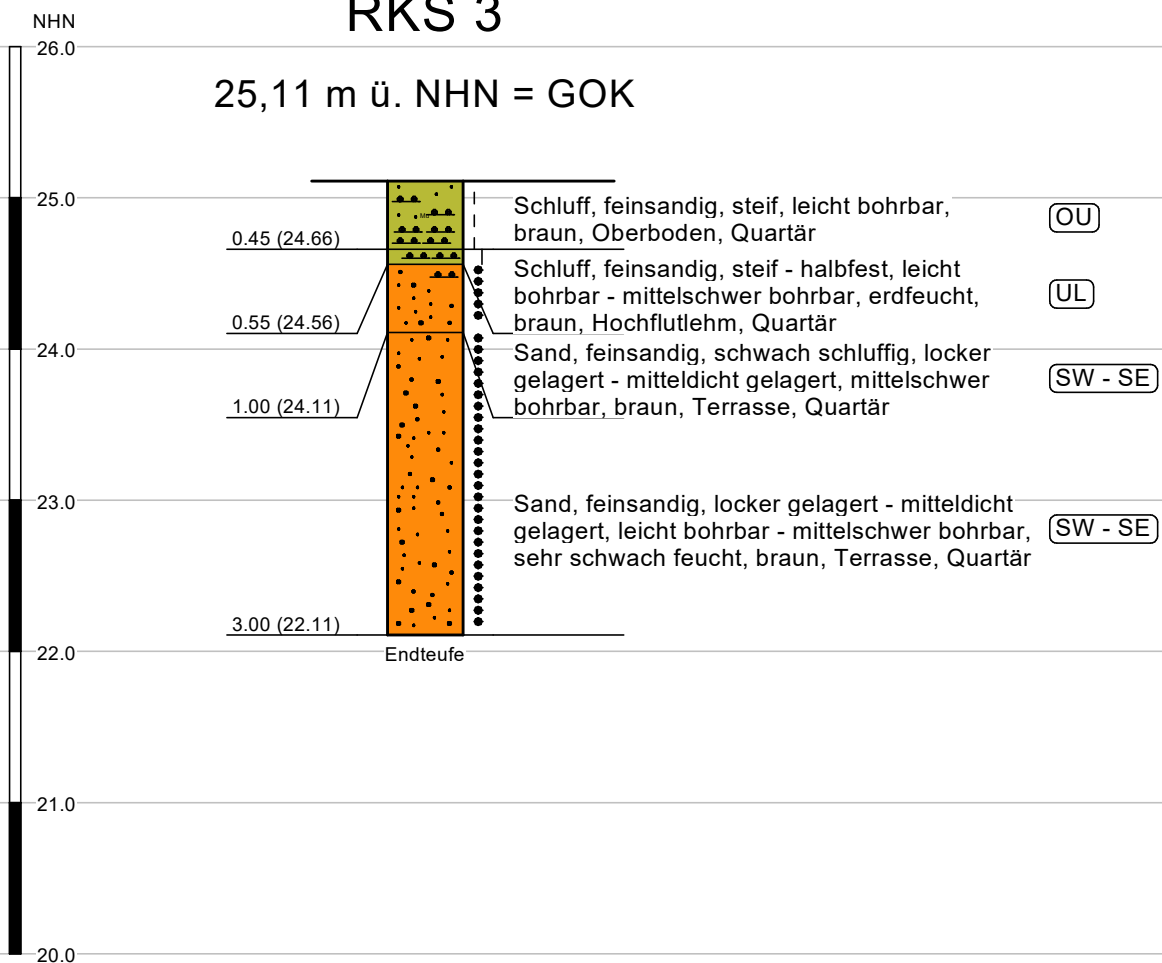 RKS 3
NHN
26.0
25,11 m ü. NHN = GOK
25.0
Schluff, feinsandig, steif, leicht bohrbar,
braun, Oberboden, Quartär
OU
0.45 (24.66)
Schluff, feinsandig, steif - halbfest, leicht
bohrbar - mittelschwer bohrbar, erdfeucht,
braun, Hochflutlehm, Quartär
UL
0.55 (24.56)
24.0
Sand, feinsandig, schwach schluffig, locker
gelagert - mitteldicht gelagert, mittelschwer
bohrbar, braun, Terrasse, Quartär
SW - SE
1.00 (24.11)
23.0
Sand, feinsandig, locker gelagert - mitteldicht
gelagert, leicht bohrbar - mittelschwer bohrbar,
sehr schwach feucht, braun, Terrasse, Quartär
SW - SE
3.00 (22.11)
22.0
Endteufe
21.0
20.0